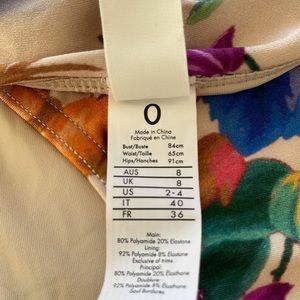 0
Made in China
Fabriqué en Chine
Bust/Buste 84cm
Waist/Taille 65cm
Hips/Hanches 91cm
AUS 8
UK 8
US 2-4
IT 40
FR 36
Main:
80% Polyamide 20% Elastane
Lining:
92% Polyamide 8% Elastane
Exclusive of trims
Principal:
80% Polyamide 20% Elasthanne
Doublure:
92% Polyamide 8% Elasthanne
Sauf Bordures